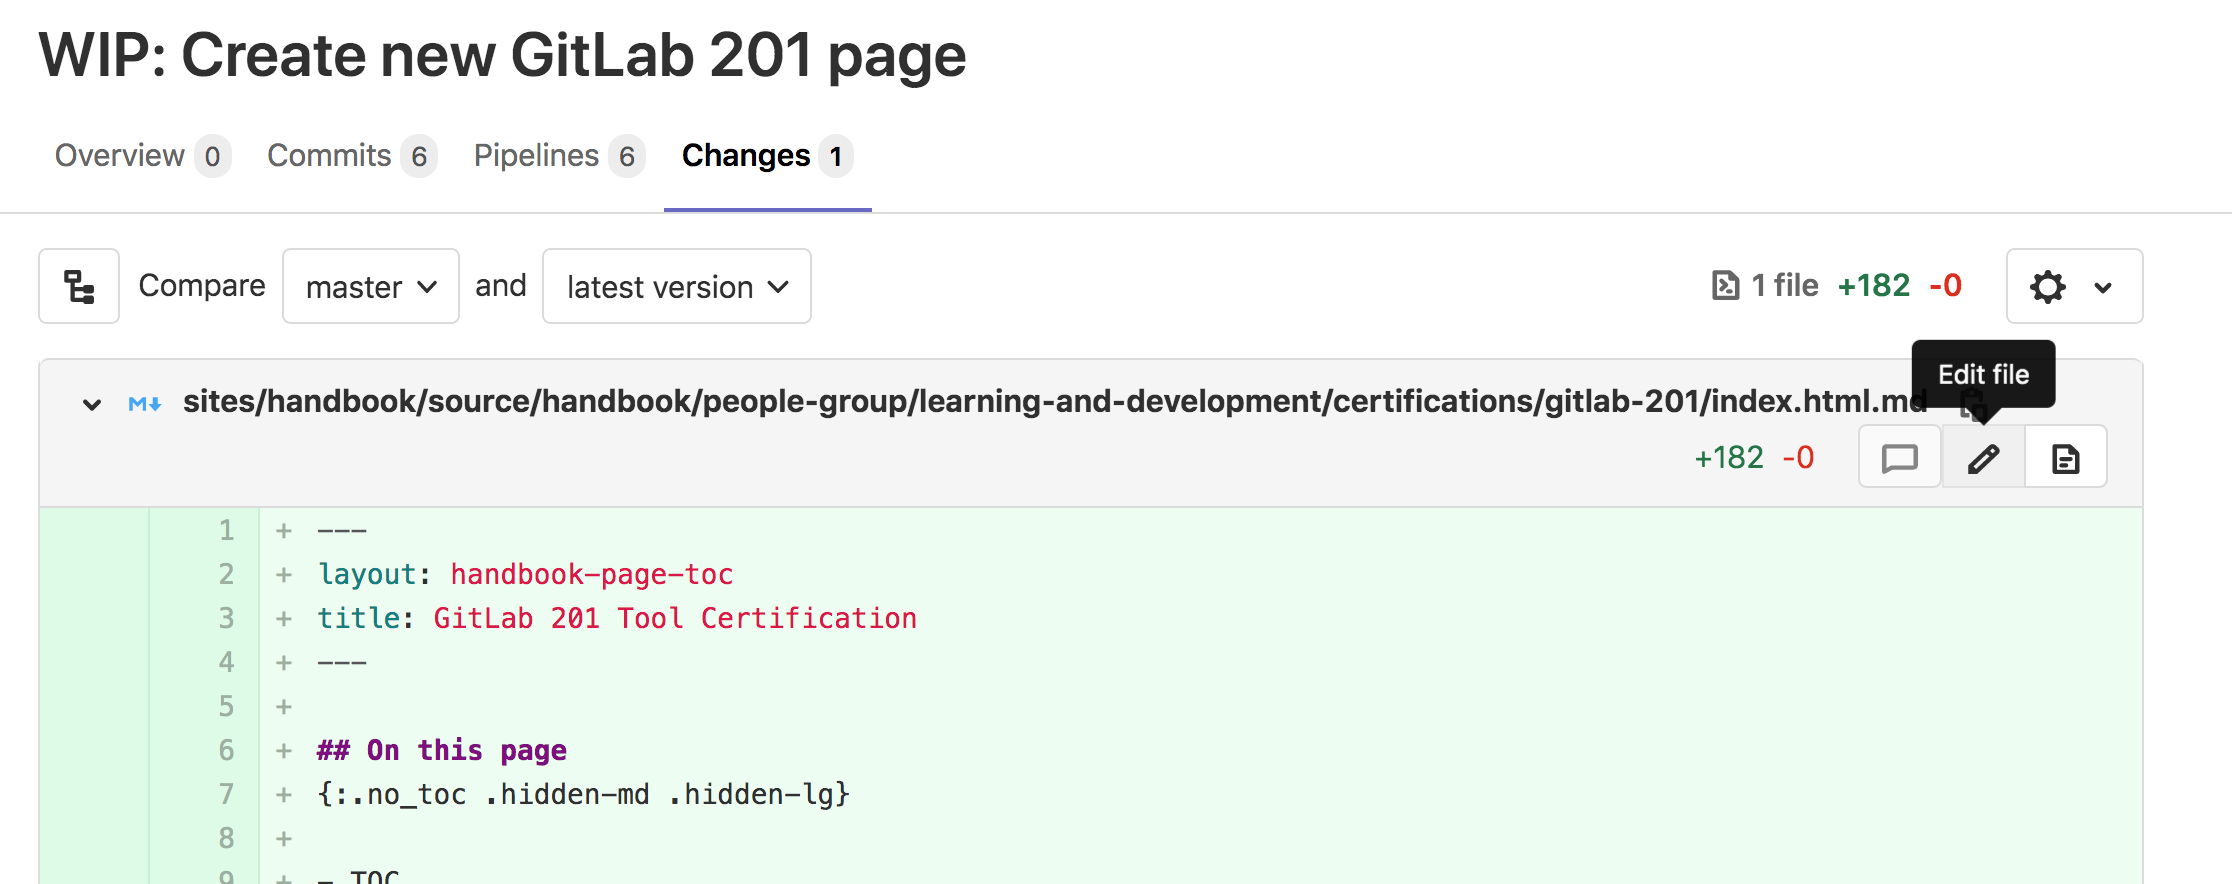 WIP: Create new GitLab 201 page
Overview 0 Commits 6 Pipelines 6 Changes 1
Compare master and latest version 1 file +182 -0
Edit file
sites/handbook/source/handbook/people-group/learning-and-development/certifications/gitlab-201/index.html.md
+182 -0
1 + ---
2 + layout: handbook-page-toc
3 + title: GitLab 201 Tool Certification
4 + ---
5 +
6 + ## On this page
7 + {:.no_toc .hidden-md .hidden-lg}
8 +
9 + - TOC